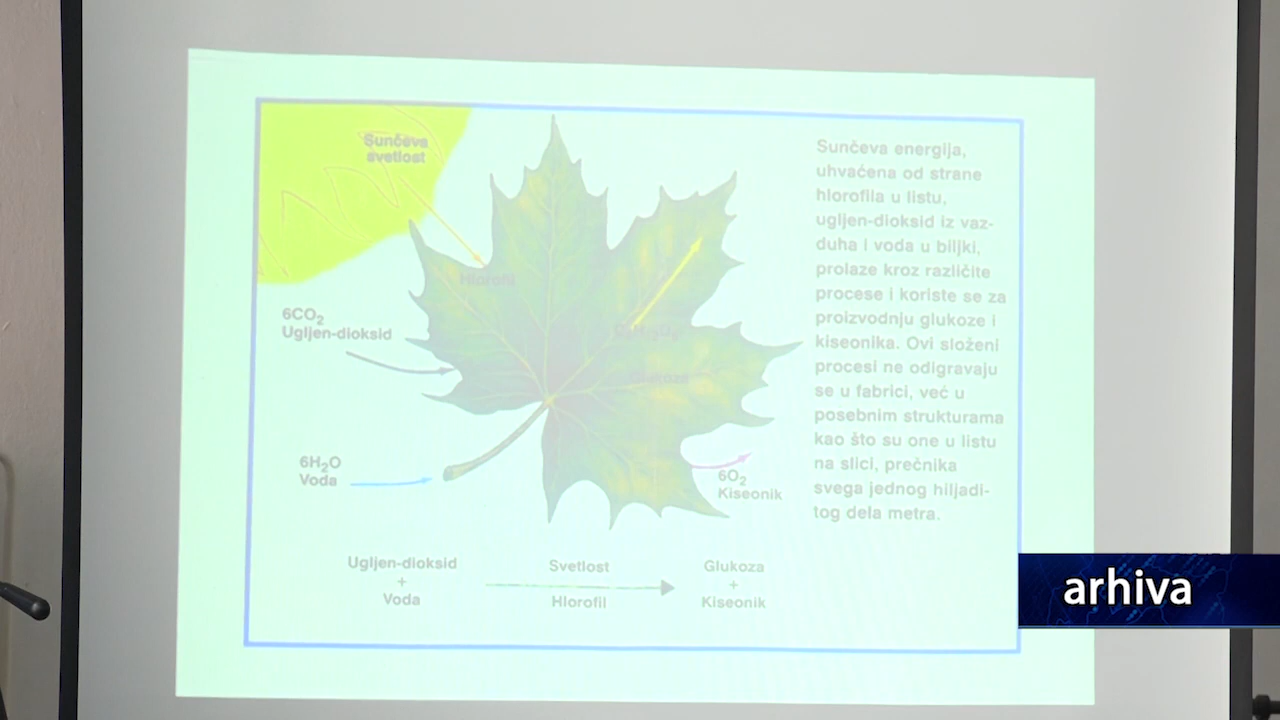 Sunčeva
svetlost
Hlorofil
6CO₂
Ugljen-dioksid
Glukoza
6H₂O
Voda
6O₂
Kiseonik
Ugljen-dioksid
+
Voda
Svetlost
Hlorofil
Glukoza
+
Kiseonik
Sunčeva energija,
uhvaćena od strane
hlorofila u listu,
ugljen-dioksid iz vaz-
duha i voda u biljki,
prolaze kroz različite
procese i koriste se za
proizvodnju glukoze i
kiseonika. Ovi složeni
procesi ne odigravaju
se u fabrici, već u
posebnim strukturama
kao što su one u listu
na slici, prečnika
svega jednog hiljadi-
tog dela metra.
arhiva